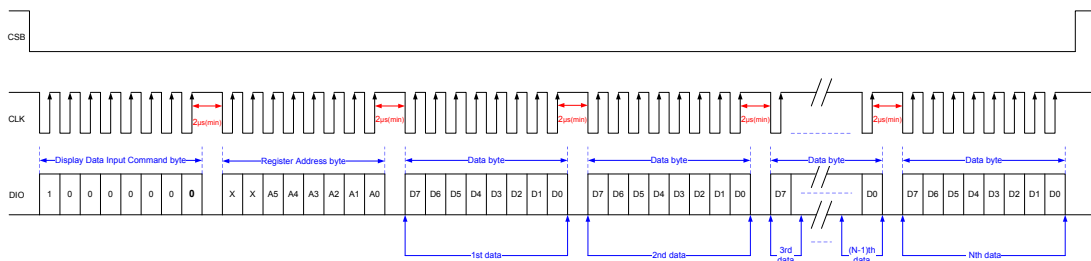 CSB
CLK
2μs(min) 2μs(min) 2μs(min) 2μs(min) 2μs(min)
Display Data Input Command byte Register Address byte Data byte Data byte Data byte Data byte
DIO 1 0 0 0 0 0 0 0 X X A5 A4 A3 A2 A1 A0 D7 D6 D5 D4 D3 D2 D1 D0 D7 D6 D5 D4 D3 D2 D1 D0 D7 D0 D7 D6 D5 D4 D3 D2 D1 D0
1st data 2nd data 3rd data (N-1)th data Nth data